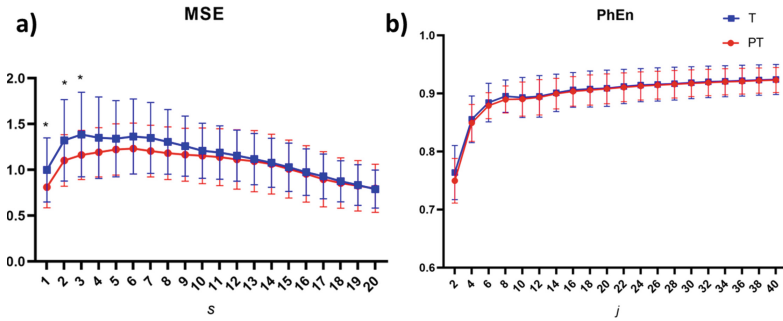 a)
MSE
2.0
1.5
1.0
0.5
0.0
* * *
1 2 3 4 5 6 7 8 9 10 11 12 13 14 15 16 17 18 19 20
s
b)
PhEn
T
PT
1.0
0.9
0.8
0.7
0.6
2 4 6 8 10 12 14 16 18 20 22 24 26 28 30 32 34 36 38 40
j